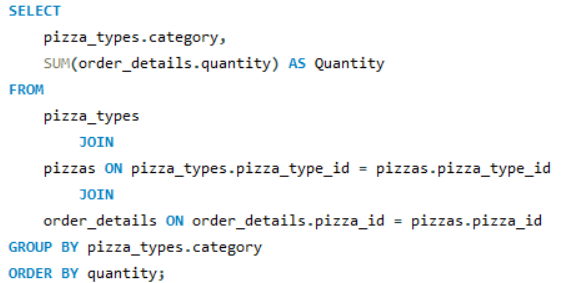 SELECT
    pizza_types.category,
    SUM(order_details.quantity) AS Quantity
FROM
    pizza_types
        JOIN
    pizzas ON pizza_types.pizza_type_id = pizzas.pizza_type_id
        JOIN
    order_details ON order_details.pizza_id = pizzas.pizza_id
GROUP BY pizza_types.category
ORDER BY quantity;